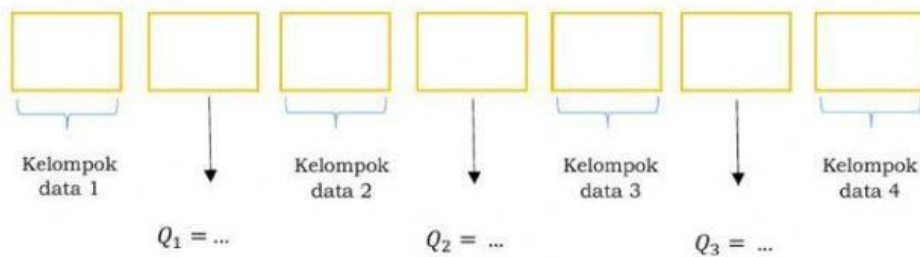 Kelompok
data 1
Kelompok
data 2
Kelompok
data 3
Kelompok
data 4
Q₁ = ...
Q₂ = ...
Q₃ = ...